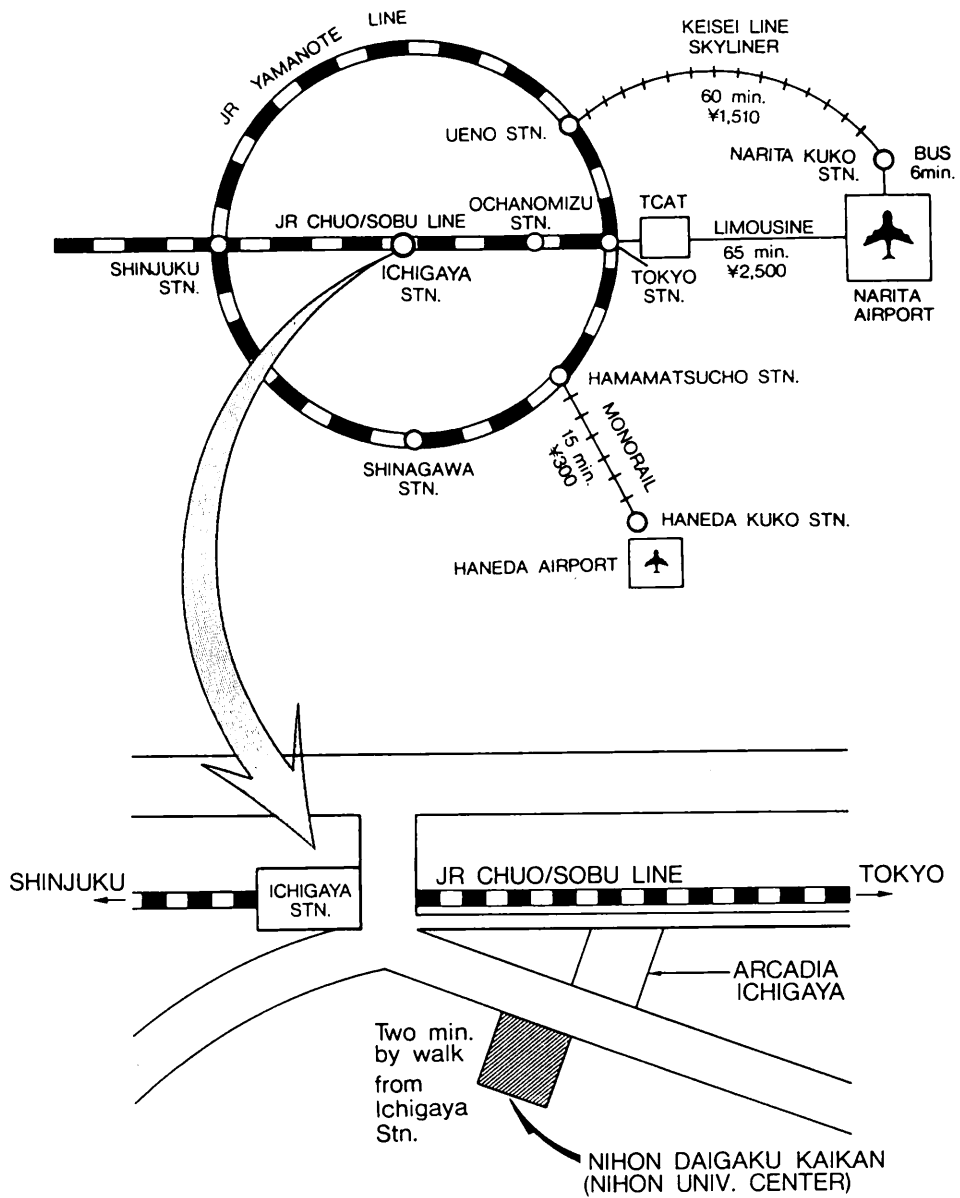 JR YAMANOTE LINE
KEISEI LINE
SKYLINER
60 min.
¥1,510
UENO STN.
NARITA KUKO
STN.
BUS
6min.
OCHANOMIZU
STN.
TCAT
JR CHUO/SOBU LINE
LIMOUSINE
65 min.
¥2,500
SHINJUKU
STN.
ICHIGAYA
STN.
TOKYO
STN.
NARITA
AIRPORT
HAMAMATSUCHO STN.
MONORAIL
15 min.
¥300
SHINAGAWA
STN.
HANEDA KUKO STN.
HANEDA AIRPORT
SHINJUKU
ICHIGAYA
STN.
JR CHUO/SOBU LINE
TOKYO
ARCADIA
ICHIGAYA
Two min.
by walk
from
Ichigaya
Stn.
NIHON DAIGAKU KAIKAN
(NIHON UNIV. CENTER)